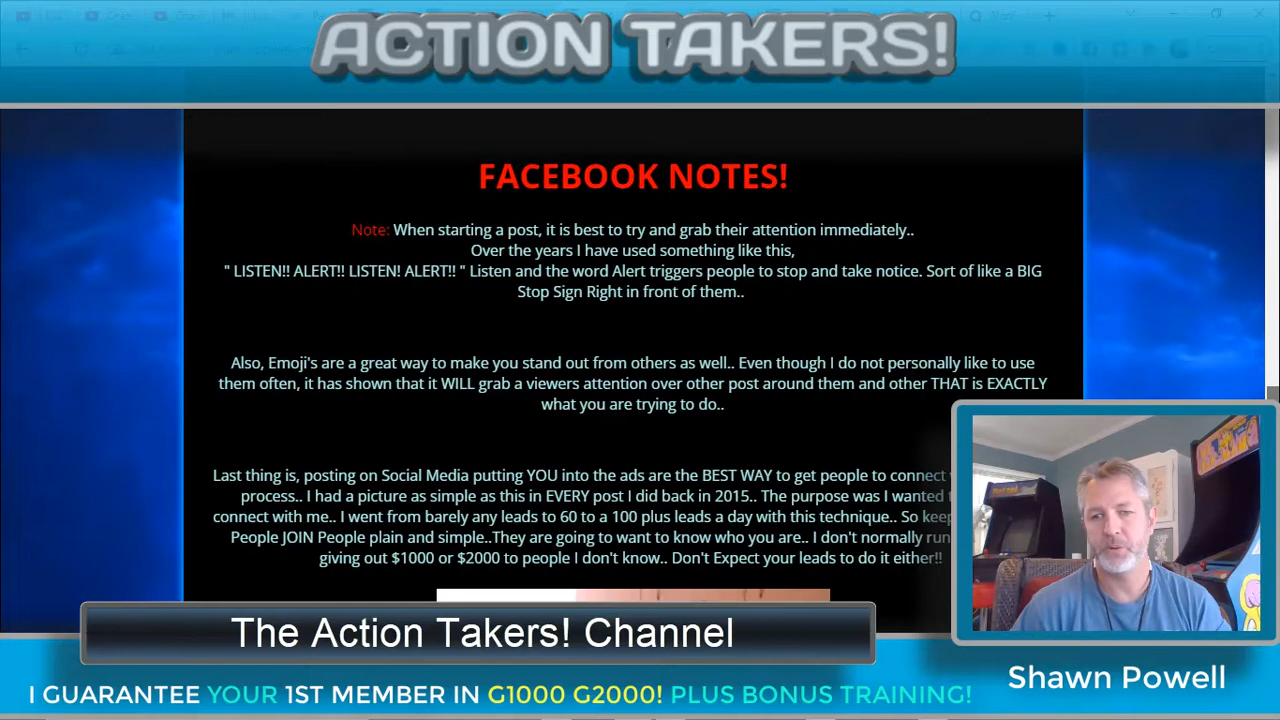 ACTION TAKERS!
FACEBOOK NOTES!
Note: When starting a post, it is best to try and grab their attention immediately..
Over the years I have used something like this,
" LISTEN!! ALERT!! LISTEN! ALERT!! " Listen and the word Alert triggers people to stop and take notice. Sort of like a BIG
Stop Sign Right in front of them..
Also, Emoji's are a great way to make you stand out from others as well.. Even though I do not personally like to use
them often, it has shown that it WILL grab a viewers attention over other post around them and other THAT is EXACTLY
what you are trying to do..
Last thing is, posting on Social Media putting YOU into the ads are the BEST WAY to get people to connect
process.. I had a picture as simple as this in EVERY post I did back in 2015.. The purpose was I wanted
connect with me.. I went from barely any leads to 60 to a 100 plus leads a day with this technique.. So keep
People JOIN People plain and simple..They are going to want to know who you are.. I don't normally run
giving out $1000 or $2000 to people I don't know.. Don't Expect your leads to do it either!!
The Action Takers! Channel
Shawn Powell
I GUARANTEE YOUR 1ST MEMBER IN G1000 G2000! PLUS BONUS TRAINING!